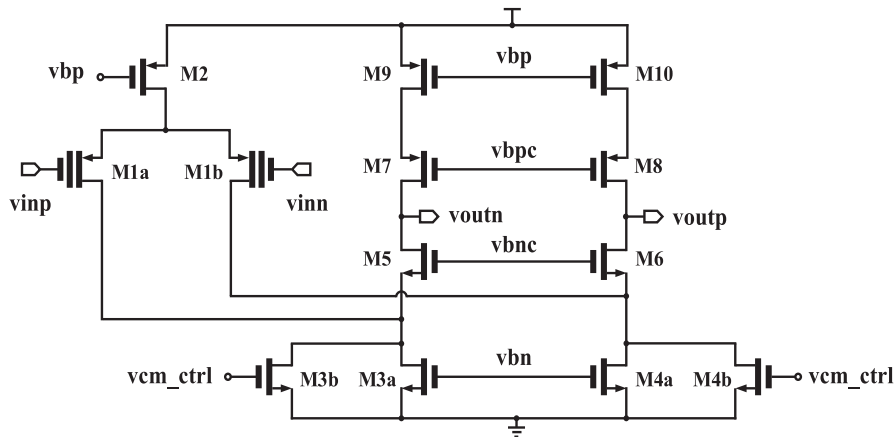 vbp
M2
M9
vbp
M10
M1a
M1b
vinp
vinn
M7
vbpc
M8
voutn
voutp
M5
vbnc
M6
vcm_ctrl
M3b
M3a
vbn
M4a
M4b
vcm_ctrl